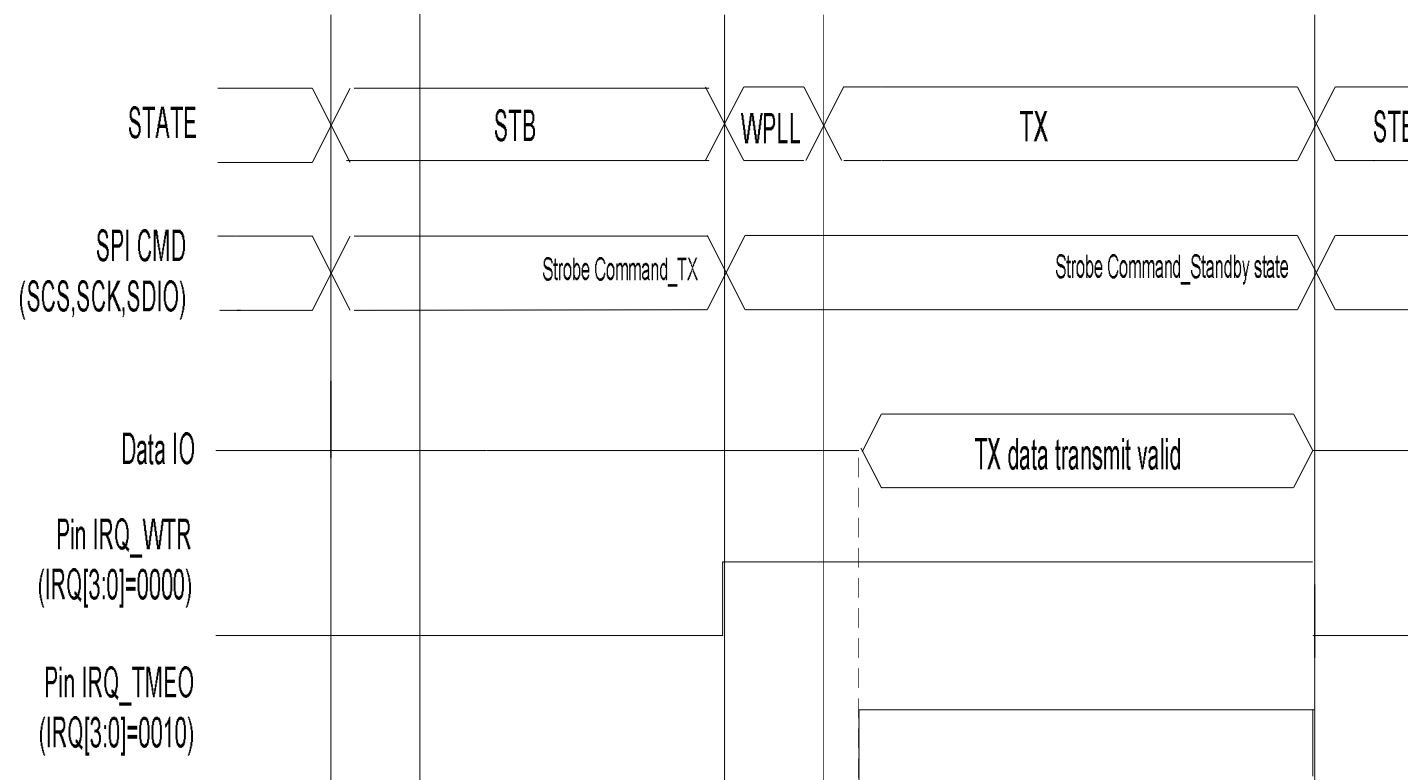 STATE
STB
WPLL
TX
STB
SPI CMD
(SCS,SCK,SDIO)
Strobe Command_TX
Strobe Command_Standby state
Data IO
TX data transmit valid
Pin IRQ_WTR
(IRQ[3:0]=0000)
Pin IRQ_TMEO
(IRQ[3:0]=0010)